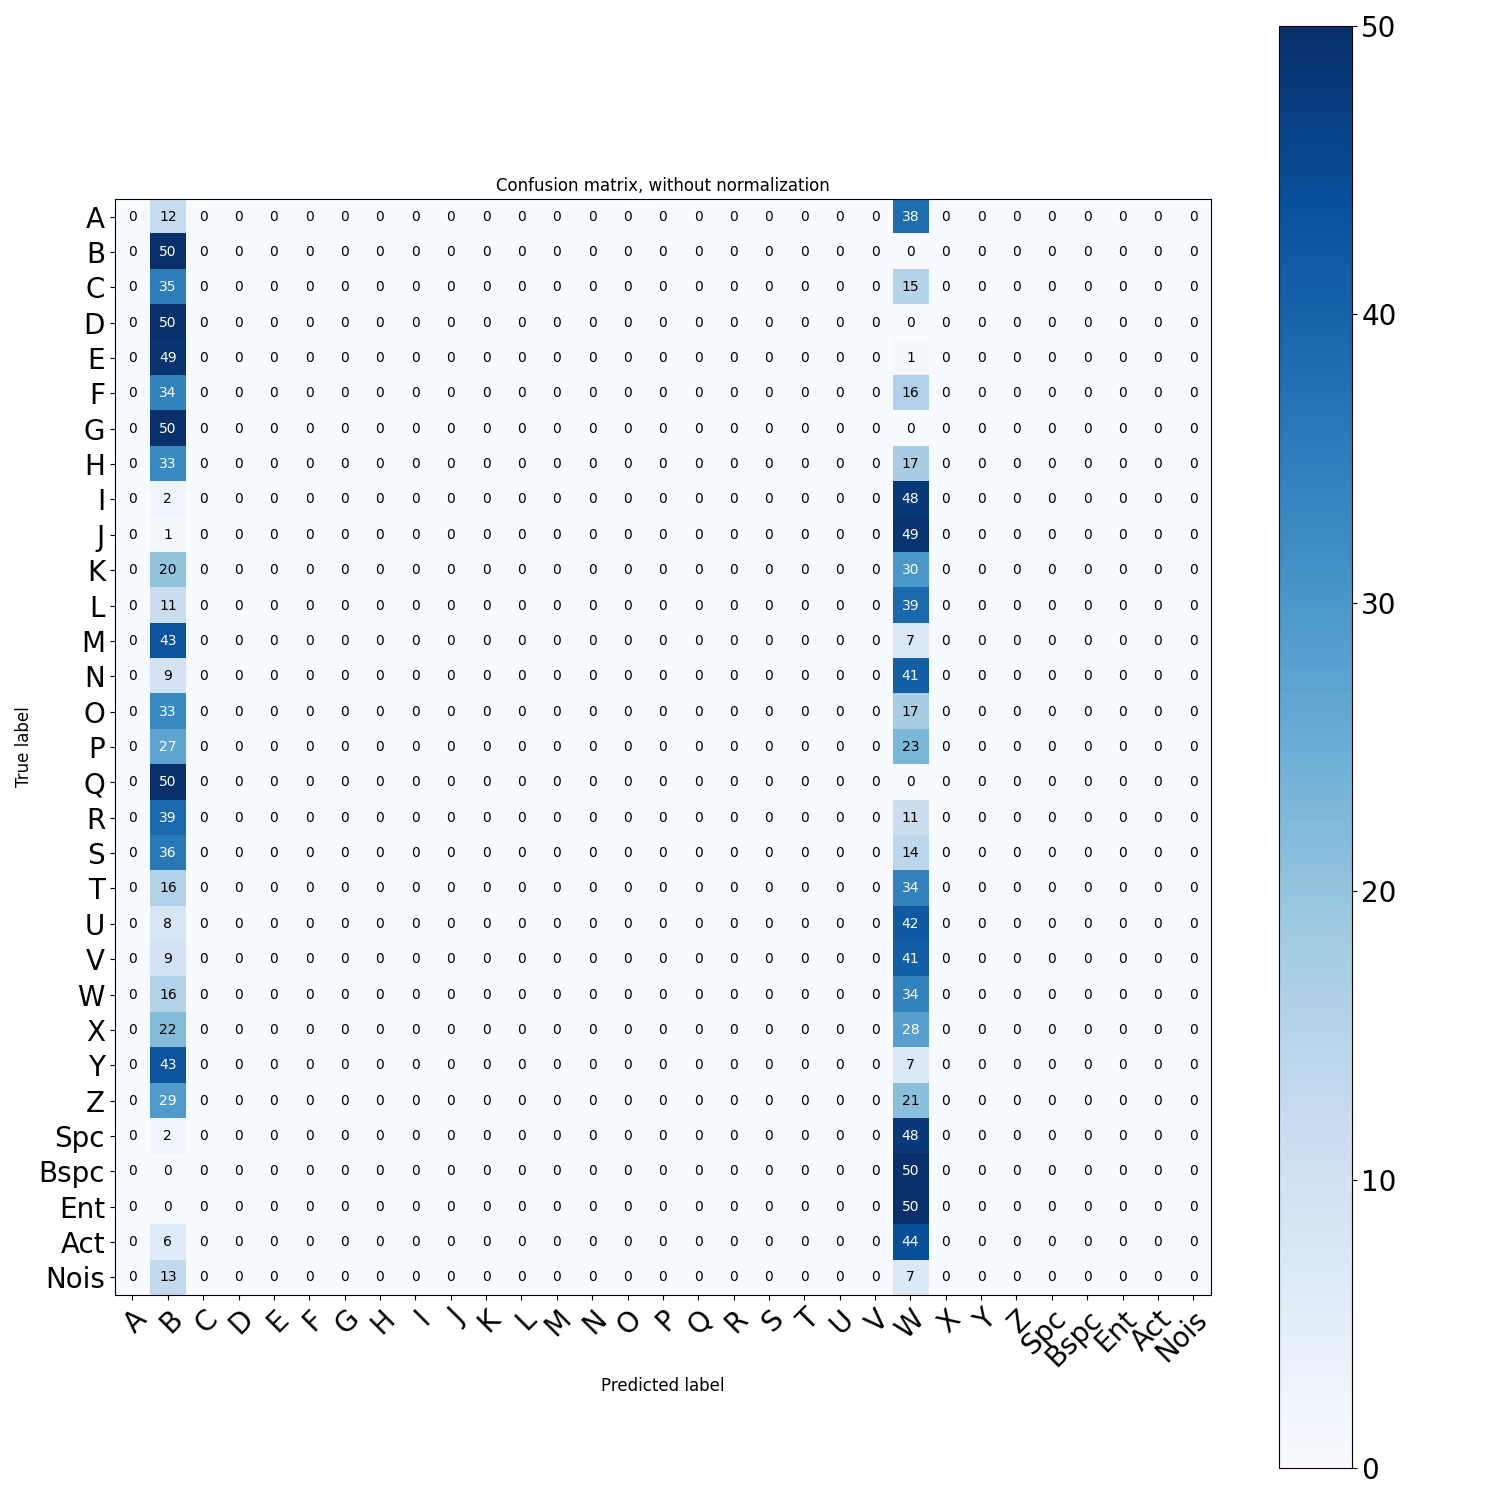 Confusion matrix, without normalization
A 0 12 0 0 0 0 0 0 0 0 0 0 0 0 0 0 0 0 0 0 0 0 38 0 0 0 0 0 0 0 0
B 0 50 0 0 0 0 0 0 0 0 0 0 0 0 0 0 0 0 0 0 0 0 0 0 0 0 0 0 0 0 0
C 0 35 0 0 0 0 0 0 0 0 0 0 0 0 0 0 0 0 0 0 0 0 15 0 0 0 0 0 0 0 0
D 0 50 0 0 0 0 0 0 0 0 0 0 0 0 0 0 0 0 0 0 0 0 0 0 0 0 0 0 0 0 0
E 0 49 0 0 0 0 0 0 0 0 0 0 0 0 0 0 0 0 0 0 0 0 1 0 0 0 0 0 0 0 0
F 0 34 0 0 0 0 0 0 0 0 0 0 0 0 0 0 0 0 0 0 0 0 16 0 0 0 0 0 0 0 0
G 0 50 0 0 0 0 0 0 0 0 0 0 0 0 0 0 0 0 0 0 0 0 0 0 0 0 0 0 0 0 0
H 0 33 0 0 0 0 0 0 0 0 0 0 0 0 0 0 0 0 0 0 0 0 17 0 0 0 0 0 0 0 0
I 0 2 0 0 0 0 0 0 0 0 0 0 0 0 0 0 0 0 0 0 0 0 48 0 0 0 0 0 0 0 0
J 0 1 0 0 0 0 0 0 0 0 0 0 0 0 0 0 0 0 0 0 0 0 49 0 0 0 0 0 0 0 0
K 0 20 0 0 0 0 0 0 0 0 0 0 0 0 0 0 0 0 0 0 0 0 30 0 0 0 0 0 0 0 0
L 0 11 0 0 0 0 0 0 0 0 0 0 0 0 0 0 0 0 0 0 0 0 39 0 0 0 0 0 0 0 0
M 0 43 0 0 0 0 0 0 0 0 0 0 0 0 0 0 0 0 0 0 0 0 7 0 0 0 0 0 0 0 0
N 0 9 0 0 0 0 0 0 0 0 0 0 0 0 0 0 0 0 0 0 0 0 41 0 0 0 0 0 0 0 0
O 0 33 0 0 0 0 0 0 0 0 0 0 0 0 0 0 0 0 0 0 0 0 17 0 0 0 0 0 0 0 0
P 0 27 0 0 0 0 0 0 0 0 0 0 0 0 0 0 0 0 0 0 0 0 23 0 0 0 0 0 0 0 0
Q 0 50 0 0 0 0 0 0 0 0 0 0 0 0 0 0 0 0 0 0 0 0 0 0 0 0 0 0 0 0 0
R 0 39 0 0 0 0 0 0 0 0 0 0 0 0 0 0 0 0 0 0 0 0 11 0 0 0 0 0 0 0 0
S 0 36 0 0 0 0 0 0 0 0 0 0 0 0 0 0 0 0 0 0 0 0 14 0 0 0 0 0 0 0 0
T 0 16 0 0 0 0 0 0 0 0 0 0 0 0 0 0 0 0 0 0 0 0 34 0 0 0 0 0 0 0 0
U 0 8 0 0 0 0 0 0 0 0 0 0 0 0 0 0 0 0 0 0 0 0 42 0 0 0 0 0 0 0 0
V 0 9 0 0 0 0 0 0 0 0 0 0 0 0 0 0 0 0 0 0 0 0 41 0 0 0 0 0 0 0 0
W 0 16 0 0 0 0 0 0 0 0 0 0 0 0 0 0 0 0 0 0 0 0 34 0 0 0 0 0 0 0 0
X 0 22 0 0 0 0 0 0 0 0 0 0 0 0 0 0 0 0 0 0 0 0 28 0 0 0 0 0 0 0 0
Y 0 43 0 0 0 0 0 0 0 0 0 0 0 0 0 0 0 0 0 0 0 0 7 0 0 0 0 0 0 0 0
Z 0 29 0 0 0 0 0 0 0 0 0 0 0 0 0 0 0 0 0 0 0 0 21 0 0 0 0 0 0 0 0
Spc 0 2 0 0 0 0 0 0 0 0 0 0 0 0 0 0 0 0 0 0 0 0 48 0 0 0 0 0 0 0 0
Bspc 0 0 0 0 0 0 0 0 0 0 0 0 0 0 0 0 0 0 0 0 0 0 50 0 0 0 0 0 0 0 0
Ent 0 0 0 0 0 0 0 0 0 0 0 0 0 0 0 0 0 0 0 0 0 0 50 0 0 0 0 0 0 0 0
Act 0 6 0 0 0 0 0 0 0 0 0 0 0 0 0 0 0 0 0 0 0 0 44 0 0 0 0 0 0 0 0
Nois 0 13 0 0 0 0 0 0 0 0 0 0 0 0 0 0 0 0 0 0 0 0 7 0 0 0 0 0 0 0 0
A B C D E F G H I J K L M N O P Q R S T U V W X Y Z Spc Bspc Ent Act Nois
Predicted label
True label
50
40
30
20
10
0